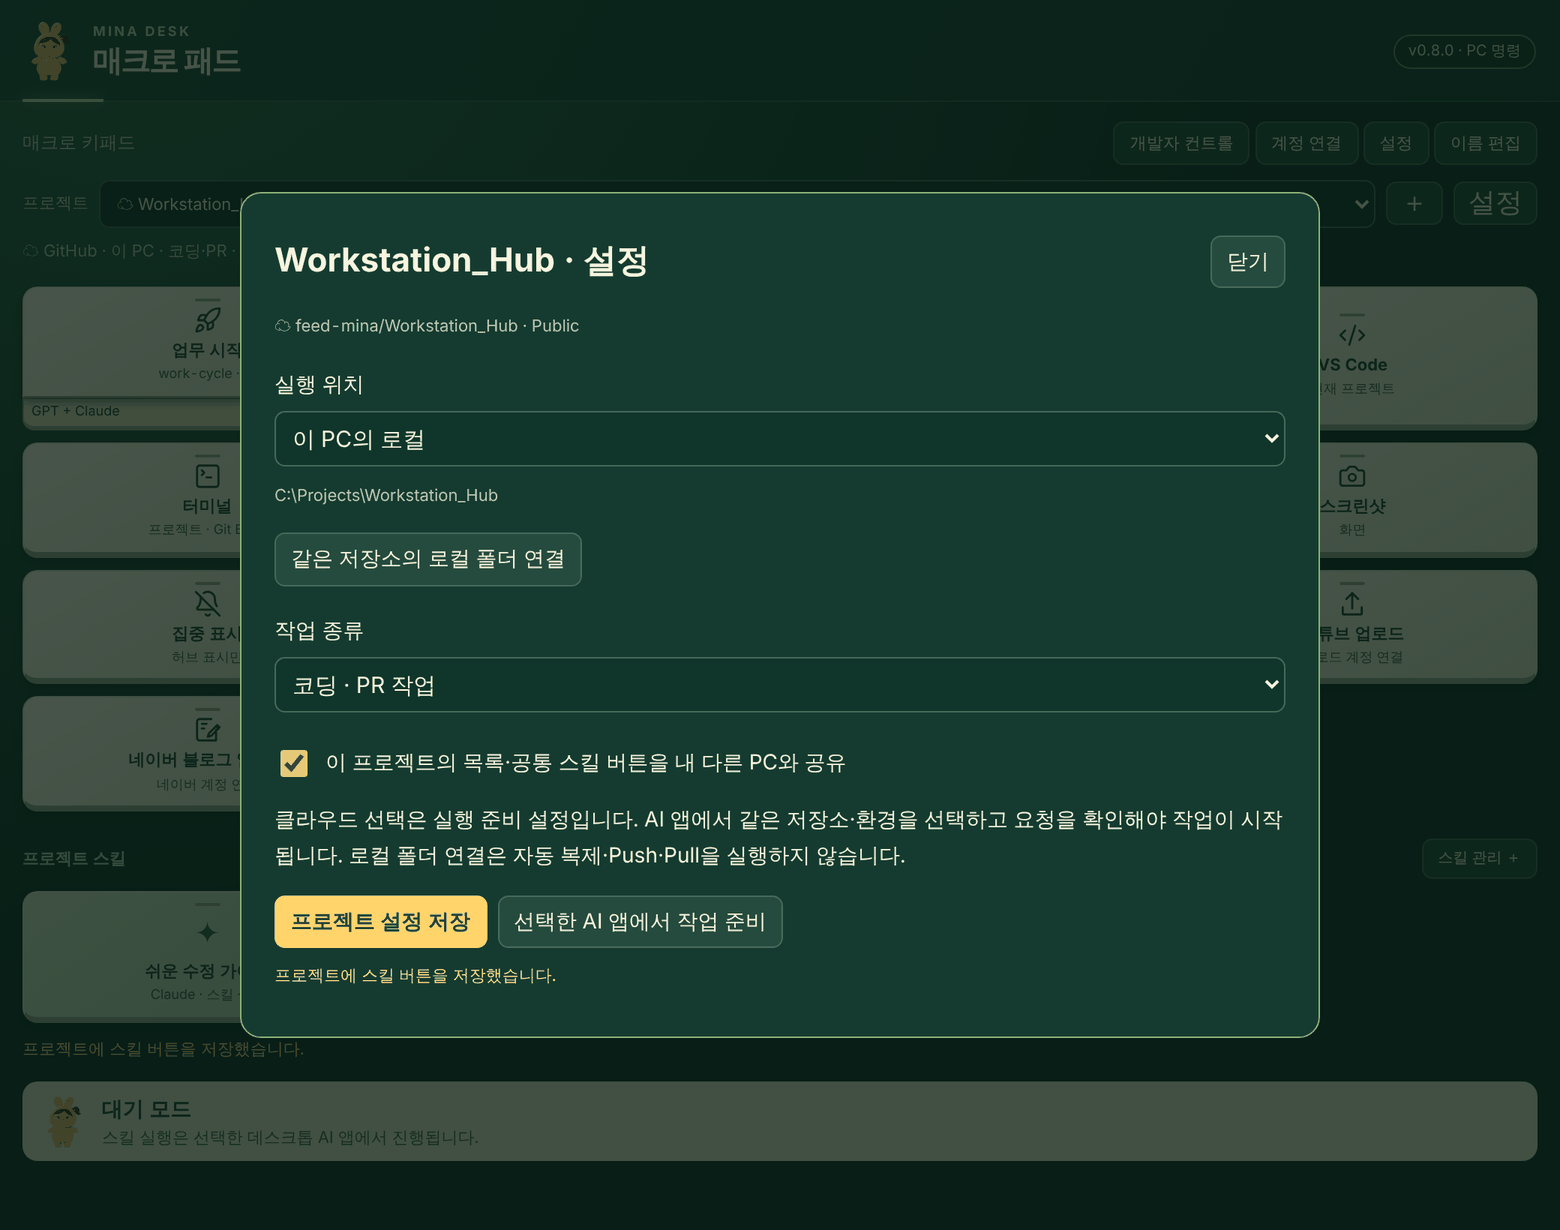 MINA DESK
매크로 패드
v0.8.0 · PC 명령
매크로 키패드
개발자 컨트롤
계정 연결
설정
이름 편집
프로젝트
Workstation_
+
설정
GitHub · 이 PC · 코딩·PR ·
Workstation_Hub · 설정
닫기
feed-mina/Workstation_Hub · Public
실행 위치
이 PC의 로컬
C:\Projects\Workstation_Hub
같은 저장소의 로컬 폴더 연결
작업 종류
코딩 · PR 작업
이 프로젝트의 목록·공통 스킬 버튼을 내 다른 PC와 공유
클라우드 선택은 실행 준비 설정입니다. AI 앱에서 같은 저장소·환경을 선택하고 요청을 확인해야 작업이 시작
됩니다. 로컬 폴더 연결은 자동 복제·Push·Pull을 실행하지 않습니다.
프로젝트 설정 저장
선택한 AI 앱에서 작업 준비
프로젝트에 스킬 버튼을 저장했습니다.
업무 시작
work-cycle ·
GPT + Claude
VS Code
프로젝트
터미널
프로젝트 · Git
스크린샷
화면
집중 표시
허브 표시만
업로드
계정 연결
네이버 블로그
네이버 계정
프로젝트 스킬
스킬 관리 +
쉬운 수정
Claude · 스킬 ·
프로젝트에 스킬 버튼을 저장했습니다.
대기 모드
스킬 실행은 선택한 데스크톱 AI 앱에서 진행됩니다.